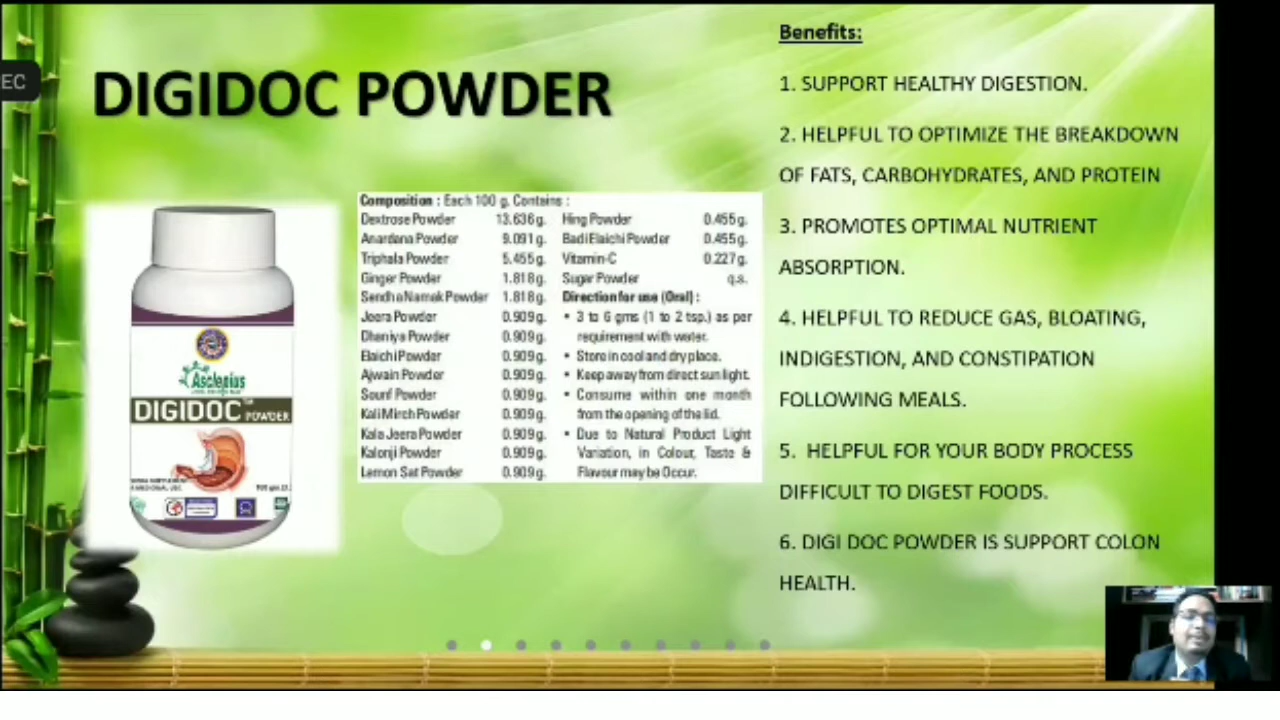 EC
DIGIDOC POWDER
Composition : Each 100 g. Contains :
Dextrose Powder 13.636g.
Anardana Powder 9.091g.
Triphala Powder 5.455g.
Ginger Powder 1.818g.
Sendha Namak Powder 1.818g.
Jeera Powder 0.909g.
Dhaniya Powder 0.909g.
Elaichi Powder 0.909g.
Ajwain Powder 0.909g.
Sounf Powder 0.909g.
Kali Mirch Powder 0.909g.
Kala Jeera Powder 0.909g.
Kalonji Powder 0.909g.
Lemon Sat Powder 0.909g.
Hing Powder 0.455g.
Badi Elaichi Powder 0.455g.
Vitamin-C 0.227g.
Suger Powder q.s.
Direction for use (Oral) :
• 3 to 6 gms (1 to 2 tsp.) as per
requirement with water.
• Store in cool and dry place.
• Keep away from direct sun light.
• Consume within one month
from the opening of the lid.
• Due to Natural Product Light
Variation, in Colour, Taste &
Flavour may be Occur.
Asclepius
DIGIDOC™ POWDER
Benefits:
1. SUPPORT HEALTHY DIGESTION.
2. HELPFUL TO OPTIMIZE THE BREAKDOWN
OF FATS, CARBOHYDRATES, AND PROTEIN
3. PROMOTES OPTIMAL NUTRIENT
ABSORPTION.
4. HELPFUL TO REDUCE GAS, BLOATING,
INDIGESTION, AND CONSTIPATION
FOLLOWING MEALS.
5. HELPFUL FOR YOUR BODY PROCESS
DIFFICULT TO DIGEST FOODS.
6. DIGI DOC POWDER IS SUPPORT COLON
HEALTH.